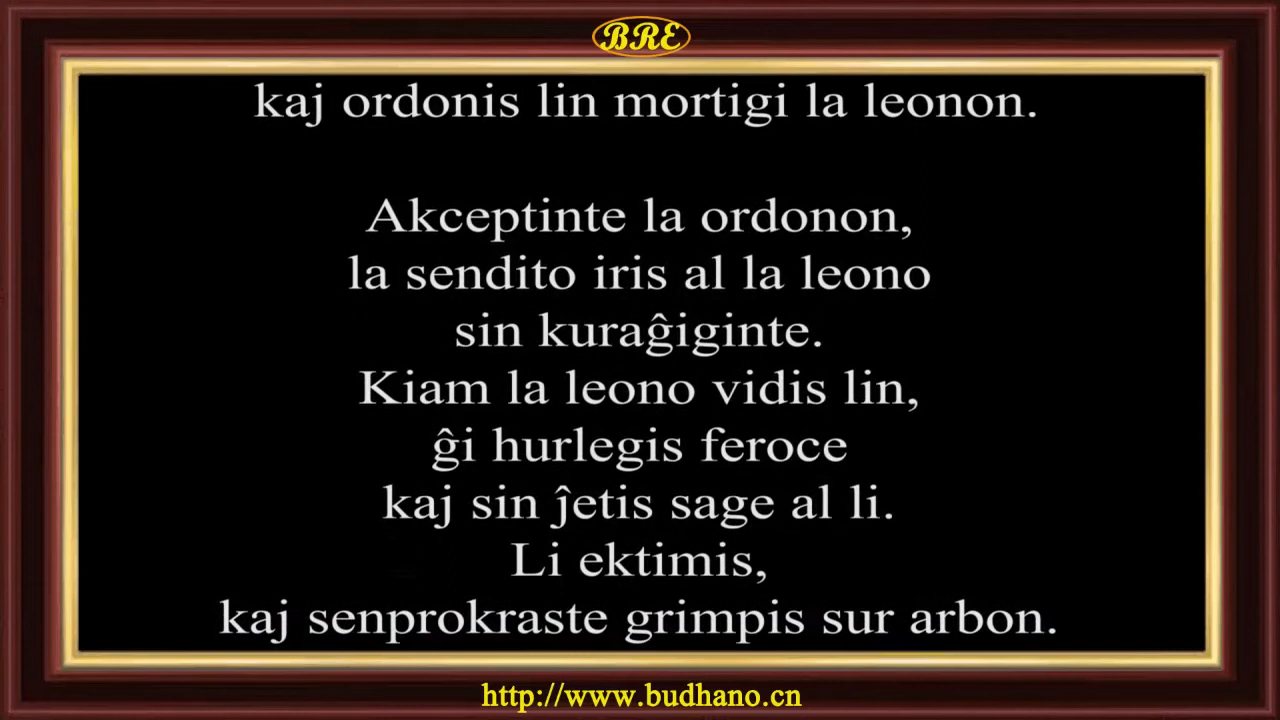 BRE
kaj ordonis lin mortigi la leonon.
Akceptinte la ordonon,
la sendito iris al la leono
sin kuraĝiginte.
Kiam la leono vidis lin,
ĝi hurlegis feroce
kaj sin ĵetis sage al li.
Li ektimis,
kaj senprokraste grimpis sur arbon.
http://www.budhano.cn